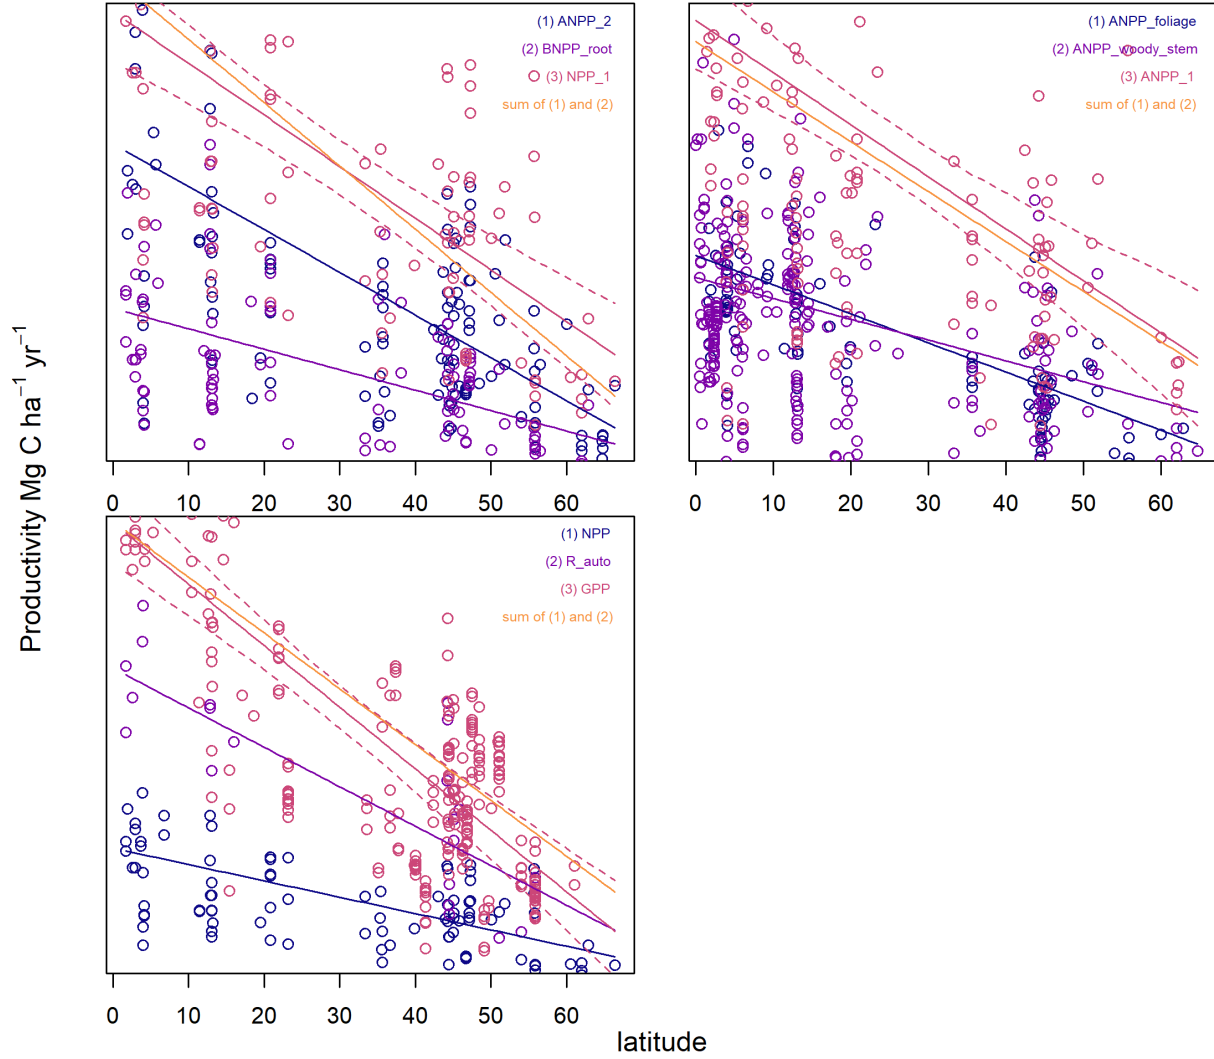 (1) ANPP_2
(2) BNPP_root
(3) NPP_1
sum of (1) and (2)
0 10 20 30 40 50 60
(1) ANPP_foliage
(2) ANPP_woody_stem
(3) ANPP_1
sum of (1) and (2)
0 10 20 30 40 50 60
(1) NPP
(2) R_auto
(3) GPP
sum of (1) and (2)
0 10 20 30 40 50 60
Productivity Mg C ha⁻¹ yr⁻¹
latitude